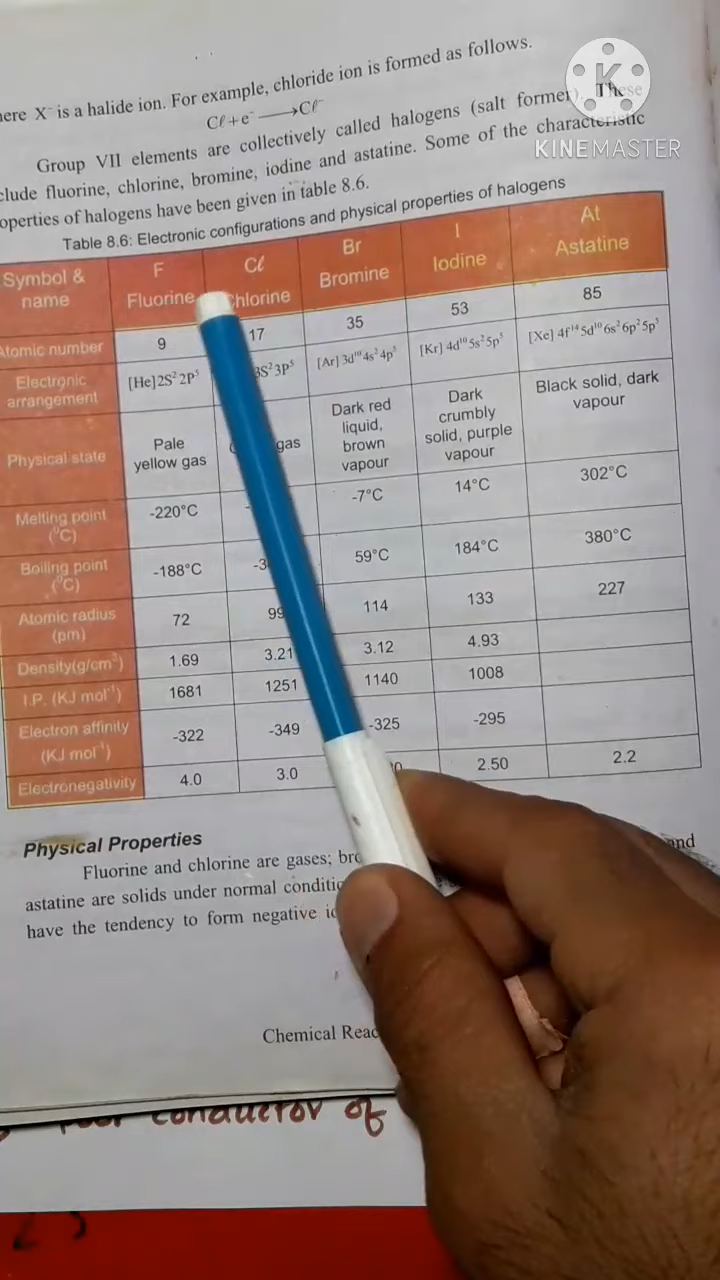 here X⁻ is a halide ion. For example, chloride ion is formed as follows.
Cℓ+e⁻ ⟶Cℓ⁻
Group VII elements are collectively called halogens (salt former). These
clude fluorine, chlorine, bromine, iodine and astatine. Some of the characteristic
operties of halogens have been given in table 8.6.
KINEMASTER
Table 8.6: Electronic configurations and physical properties of halogens
Symbol & name F Fluorine Cℓ Chlorine Br Bromine I Iodine At Astatine
Atomic number 9 17 35 53 85
Electronic arrangement [He]2S²2P⁵ 3S²3P⁵ [Ar]3d¹⁰4s²4p⁵ [Kr]4d¹⁰5s²5p⁵ [Xe]4f¹⁴5d¹⁰6s²6p²5p⁵
Physical state Pale yellow gas gas Dark red liquid, brown vapour Dark crumbly solid, purple vapour Black solid, dark vapour
Melting point (⁰C) -220°C -7°C 14°C 302°C
Boiling point (⁰C) -188°C 59°C 184°C 380°C
Atomic radius (pm) 72 99 114 133 227
Density(g/cm³) 1.69 3.21 3.12 4.93
I.P. (KJ mol⁻¹) 1681 1251 1140 1008
Electron affinity (KJ mol⁻¹) -322 -349 -325 -295
Electronegativity 4.0 3.0 2.50 2.2
Physical Properties
Fluorine and chlorine are gases; and
astatine are solids under normal
have the tendency to form negative
Chemical
conductor of